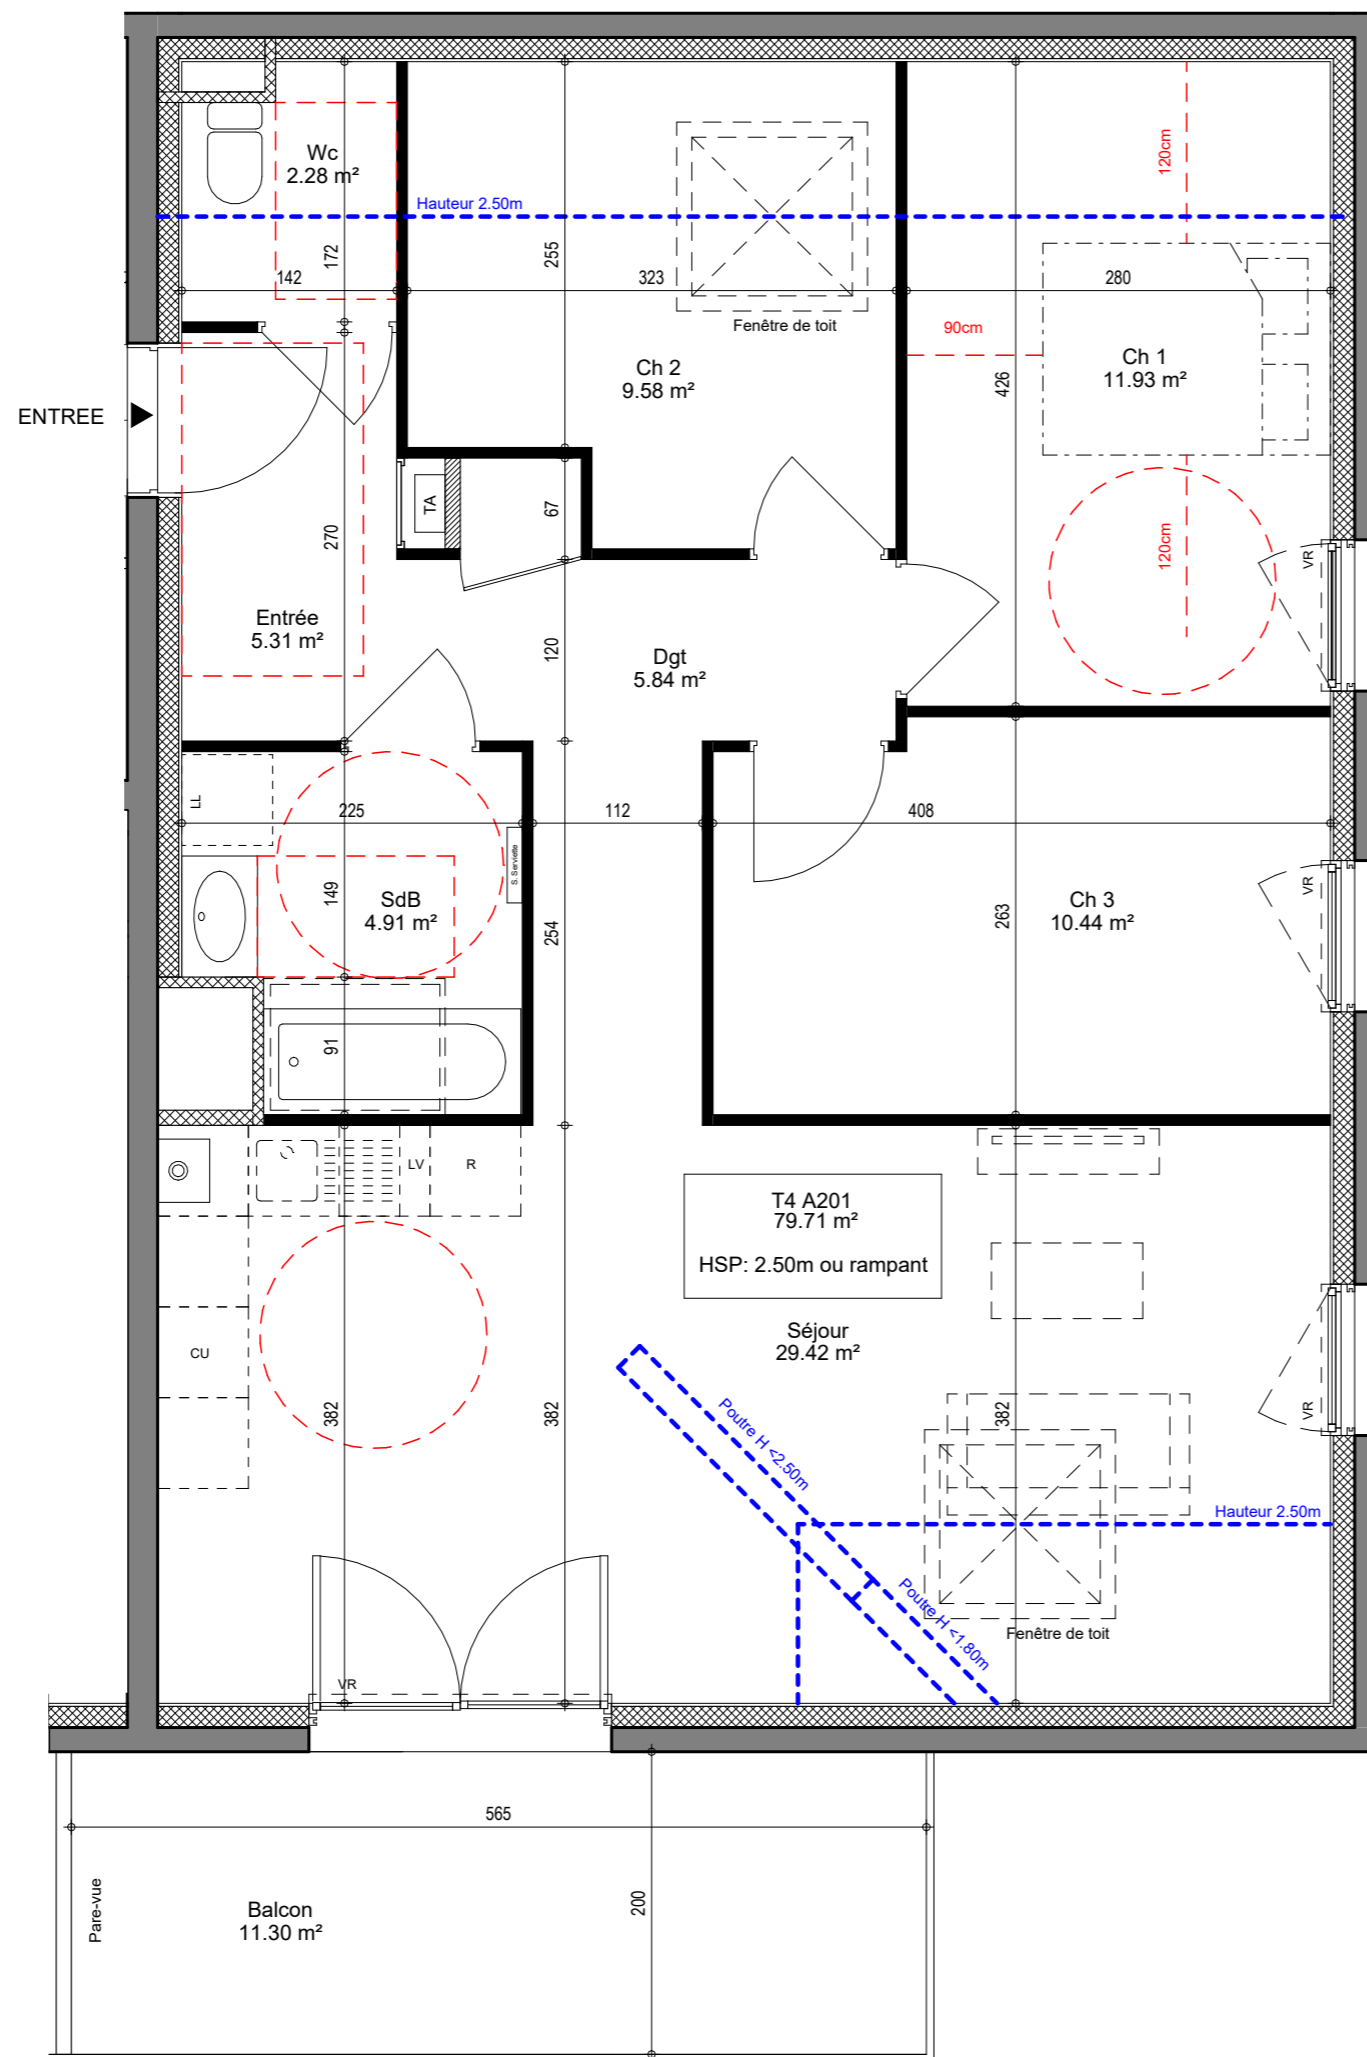 Wc
2.28 m²
120cm
Hauteur 2.50m
172
255
142
323
280
Fenêtre de toit
90cm
Ch 1
11.93 m²
Ch 2
9.58 m²
426
ENTREE
TA
67
270
120cm
VR
Entrée
5.31 m²
120
Dgt
5.84 m²
LL
225
112
408
S. Serviette
149
SdB
4.91 m²
VR
Ch 3
10.44 m²
263
254
91
LV
R
T4 A201
79.71 m²
HSP: 2.50m ou rampant
Séjour
29.42 m²
CU
382
382
382
VR
Poutre H <2.50m
Hauteur 2.50m
Poutre H <1.80m
Fenêtre de toit
VR
565
200
Pare-vue
Balcon
11.30 m²